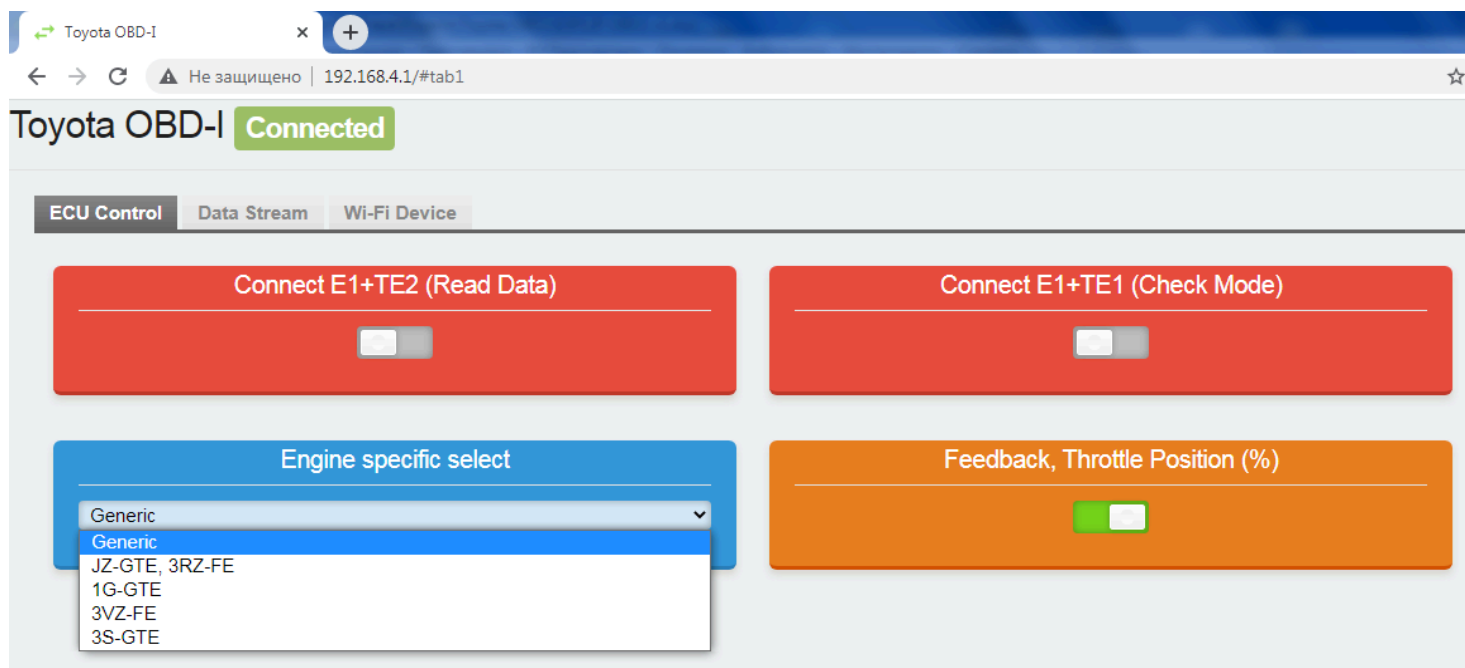 Toyota OBD-I
Не защищено | 192.168.4.1/#tab1
Toyota OBD-I Connected
ECU Control Data Stream Wi-Fi Device
Connect E1+TE2 (Read Data)
Connect E1+TE1 (Check Mode)
Engine specific select
Generic
Generic
JZ-GTE, 3RZ-FE
1G-GTE
3VZ-FE
3S-GTE
Feedback, Throttle Position (%)